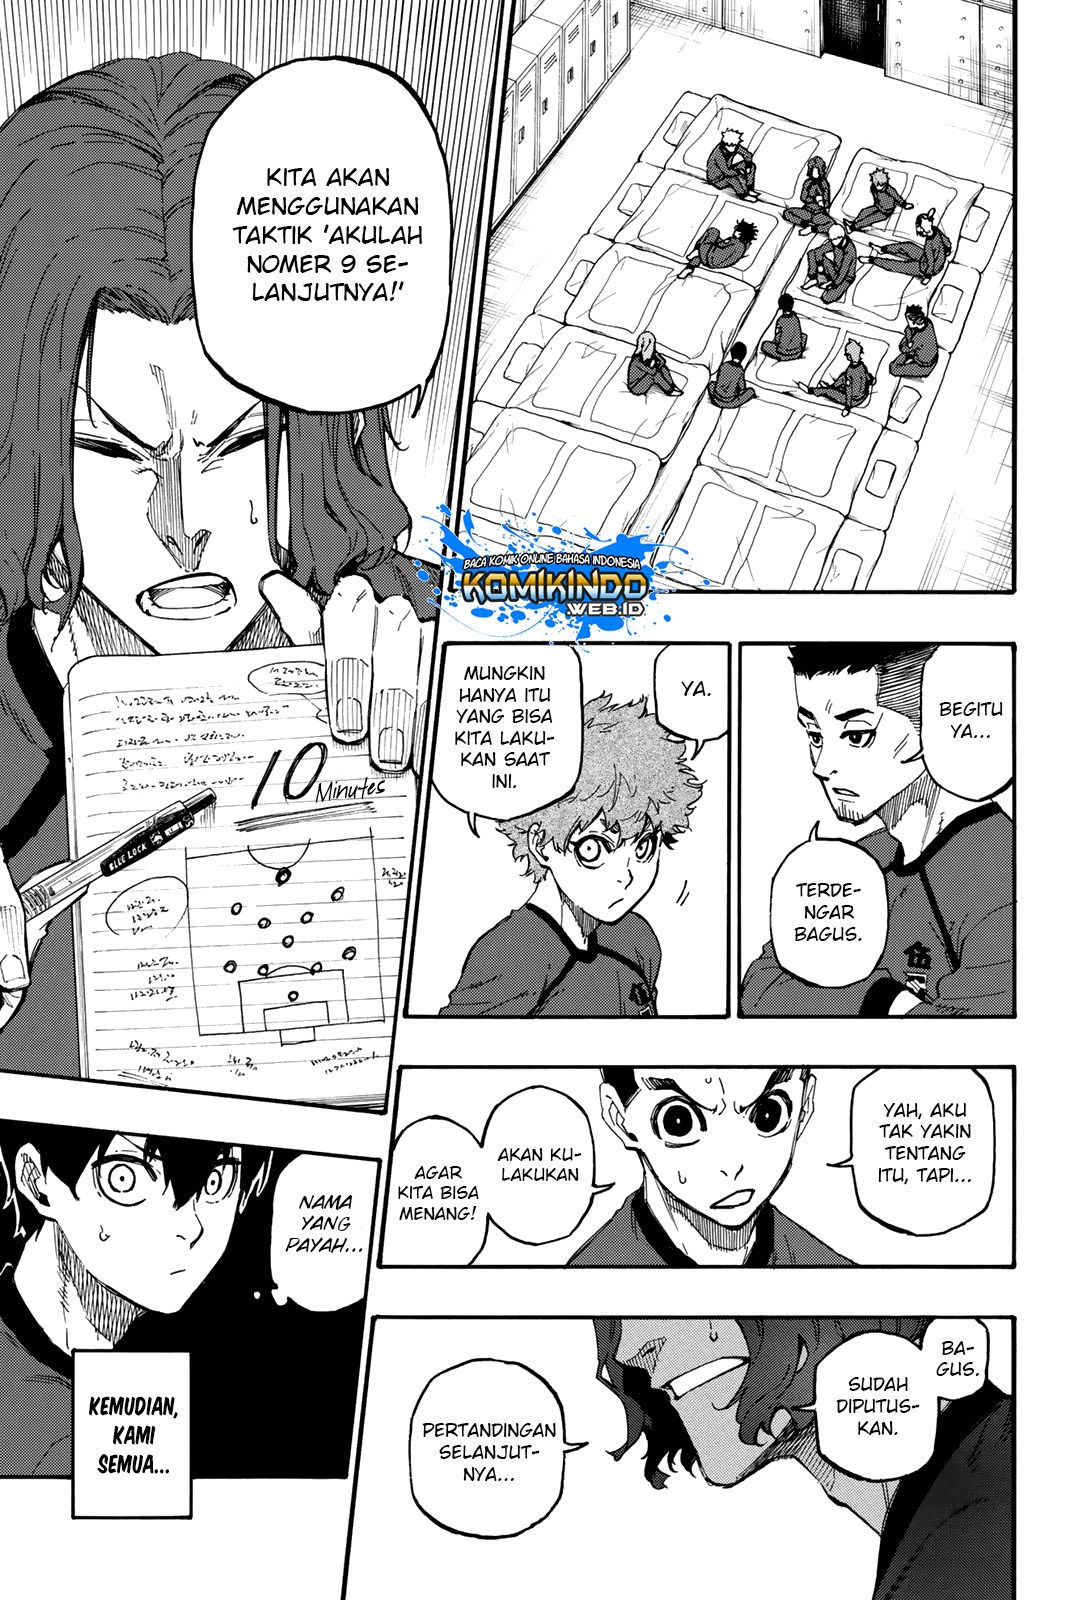 BEGITU
YA...
TERDE-
NGAR
BAGUS.
YA.
MUNGKIN
HANYA ITU
YANG BISA
KITA LAKU-
KAN SAAT
INI.
YAH, AKU
TAK YAKIN
TENTANG
ITU, TAPI...
AKAN KU-
LAKUKAN
AGAR
KITA BISA
MENANG!
BA-
GUS.
SUDAH
DIPUTUS-
KAN.
PERTANDINGAN
SELANJUT-
NYA...
KITA AKAN
MENGGUNAKAN
TAKTIK 'AKULAH
NOMER 9 SE-
LANJUTNYA!'
10
Minutes
BLUE LOCK
NAMA
YANG
PAYAH...
KEMUDIAN,
KAMI
SEMUA...
BACA KOMIK ONLINE BAHASA INDONESIA
KOMIKINDO
.WEB.ID
伍